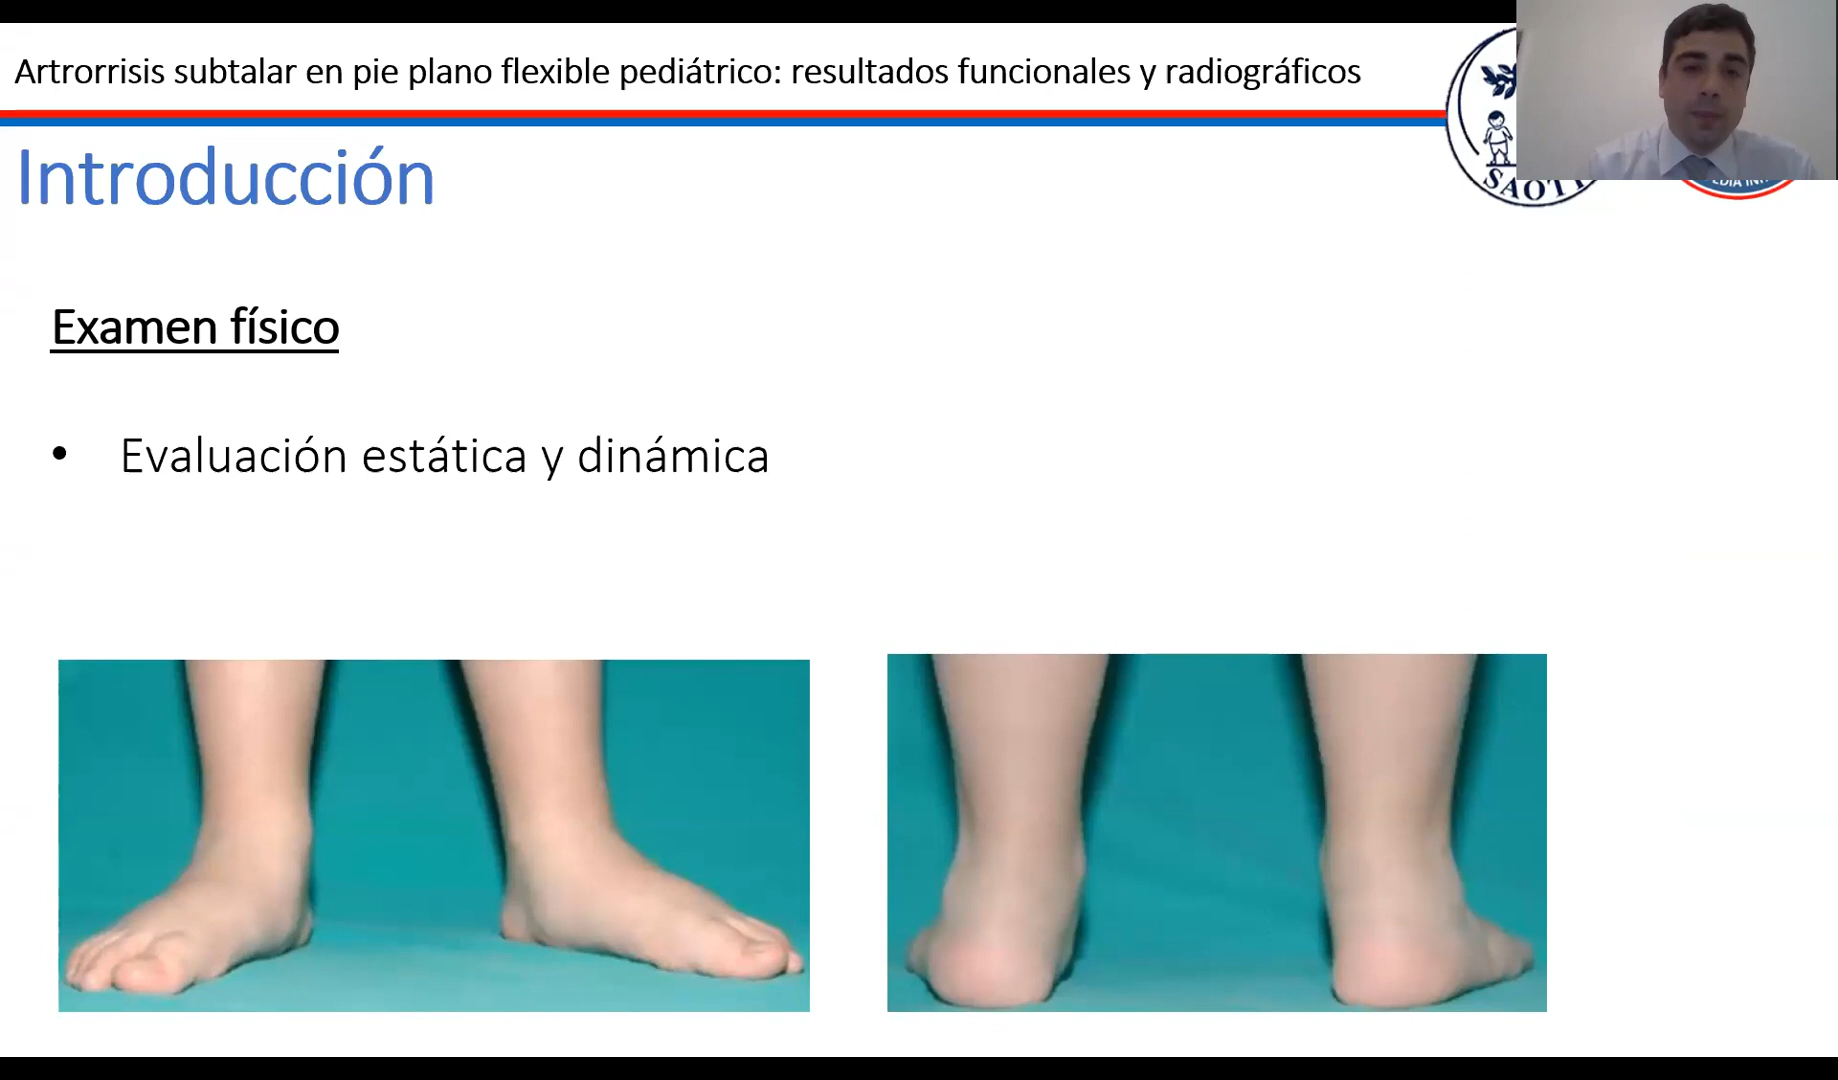 Artrorrisis subtalar en pie plano flexible pediátrico: resultados funcionales y radiográficos
Introducción
Examen físico
• Evaluación estática y dinámica